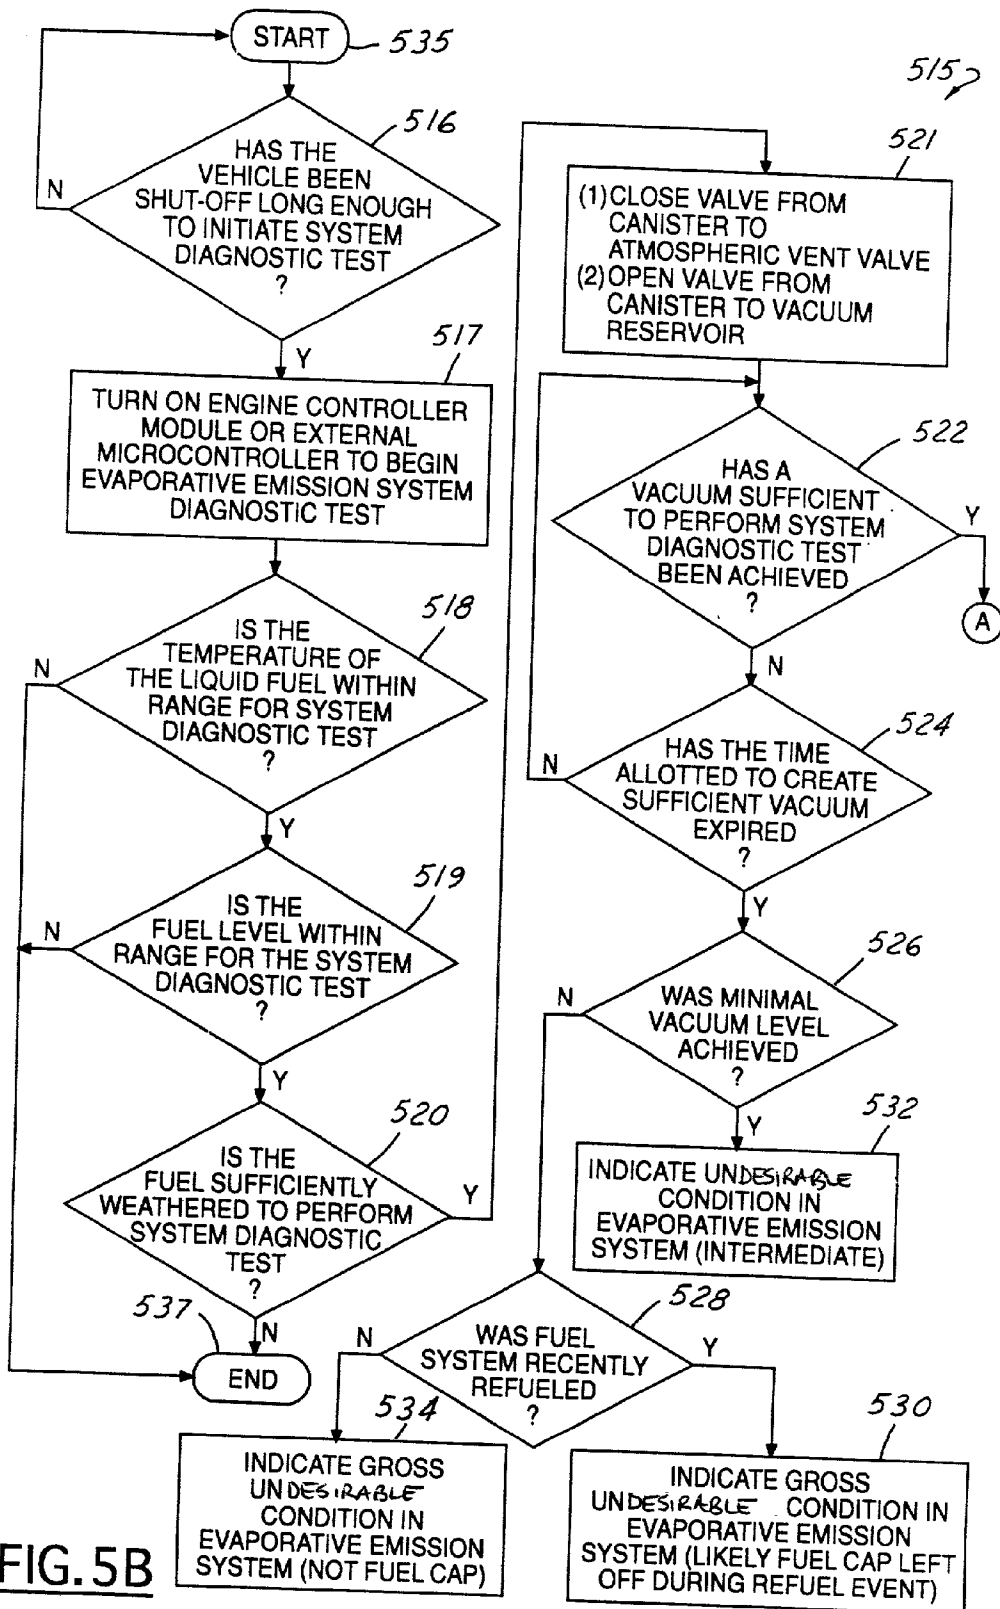 START
535
516
HAS THE
VEHICLE BEEN
SHUT-OFF LONG ENOUGH
TO INITIATE SYSTEM
DIAGNOSTIC TEST
?
N
Y
517
TURN ON ENGINE CONTROLLER
MODULE OR EXTERNAL
MICROCONTROLLER TO BEGIN
EVAPORATIVE EMISSION SYSTEM
DIAGNOSTIC TEST
518
IS THE
TEMPERATURE OF
THE LIQUID FUEL WITHIN
RANGE FOR SYSTEM
DIAGNOSTIC TEST
?
N
Y
519
IS THE
FUEL LEVEL WITHIN
RANGE FOR THE SYSTEM
DIAGNOSTIC TEST
?
N
Y
520
IS THE
FUEL SUFFICIENTLY
WEATHERED TO PERFORM
SYSTEM DIAGNOSTIC
TEST
?
Y
N
537
END
515
521
(1) CLOSE VALVE FROM
CANISTER TO
ATMOSPHERIC VENT VALVE
(2) OPEN VALVE FROM
CANISTER TO VACUUM
RESERVOIR
522
HAS A
VACUUM SUFFICIENT
TO PERFORM SYSTEM
DIAGNOSTIC TEST
BEEN ACHIEVED
?
Y
A
N
524
HAS THE TIME
ALLOTTED TO CREATE
SUFFICIENT VACUUM
EXPIRED
?
N
Y
526
WAS MINIMAL
VACUUM LEVEL
ACHIEVED
?
N
Y
532
INDICATE UNDESIRABLE
CONDITION IN
EVAPORATIVE EMISSION
SYSTEM (INTERMEDIATE)
528
WAS FUEL
SYSTEM RECENTLY
REFUELED
?
N
Y
534
INDICATE GROSS
UNDESIRABLE
CONDITION IN
EVAPORATIVE EMISSION
SYSTEM (NOT FUEL CAP)
530
INDICATE GROSS
UNDESIRABLE CONDITION IN
EVAPORATIVE EMISSION
SYSTEM (LIKELY FUEL CAP LEFT
OFF DURING REFUEL EVENT)
FIG.5B